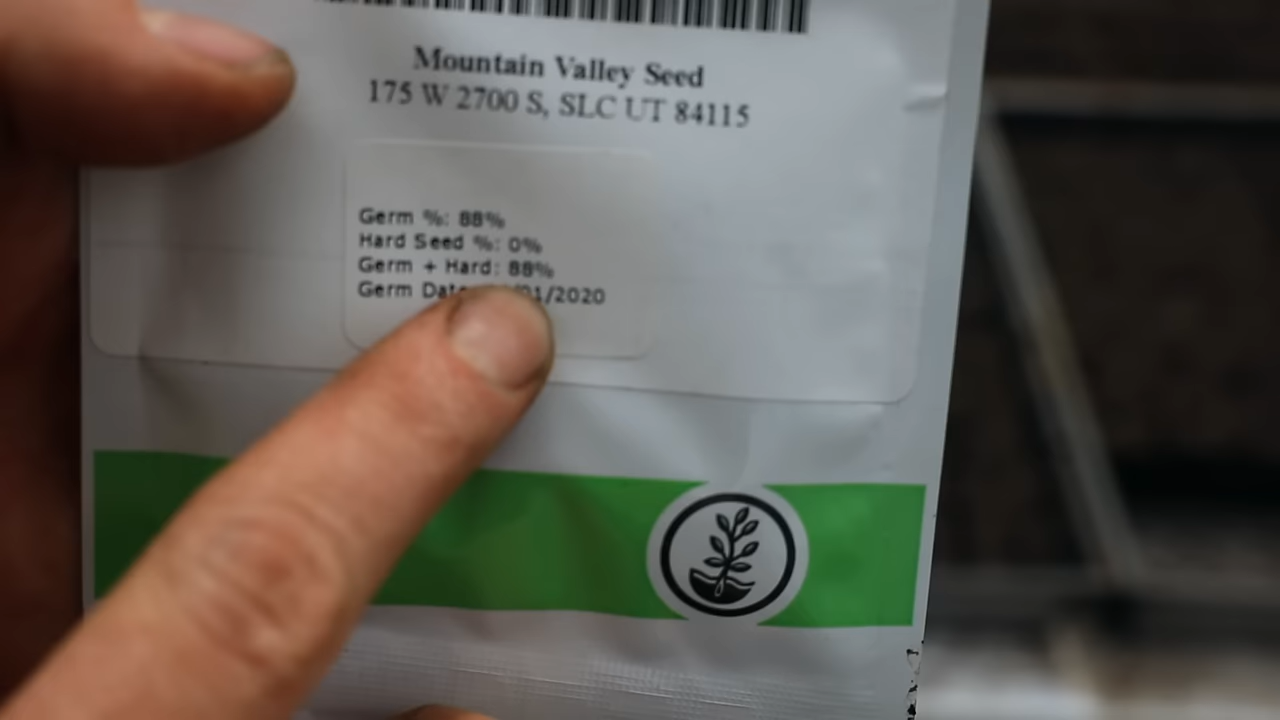 Mountain Valley Seed
175 W 2700 S, SLC UT 84115
Germ %: 88%
Hard Seed %: 0%
Germ + Hard: 88%
Germ /01/2020